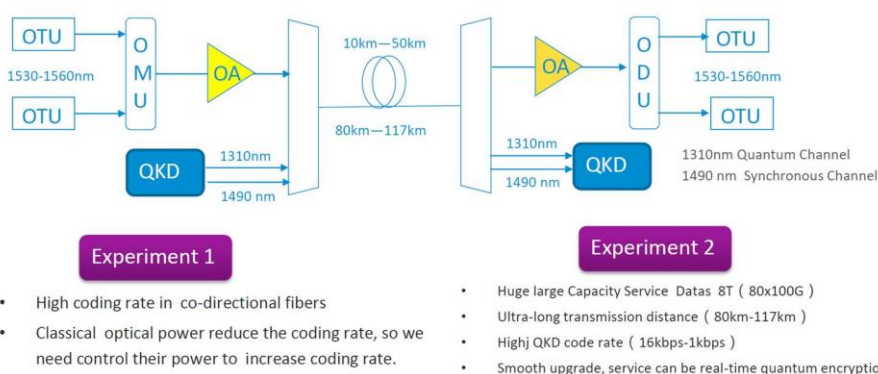 OTU
1530-1560nm
OTU
OMU
OA
10km—50km
80km—117km
QKD
1310nm
1490 nm
OA
ODU
OTU
1530-1560nm
OTU
1310nm
1490 nm
QKD
1310nm Quantum Channel
1490 nm Synchronous Channel
Experiment 1
• High coding rate in co-directional fibers
• Classical optical power reduce the coding rate, so we
need control their power to increase coding rate.
Experiment 2
• Huge large Capacity Service Datas 8T ( 80x100G )
• Ultra-long transmission distance ( 80km-117km )
• Highj QKD code rate ( 16kbps-1kbps )
• Smooth upgrade, service can be real-time quantum encryptio